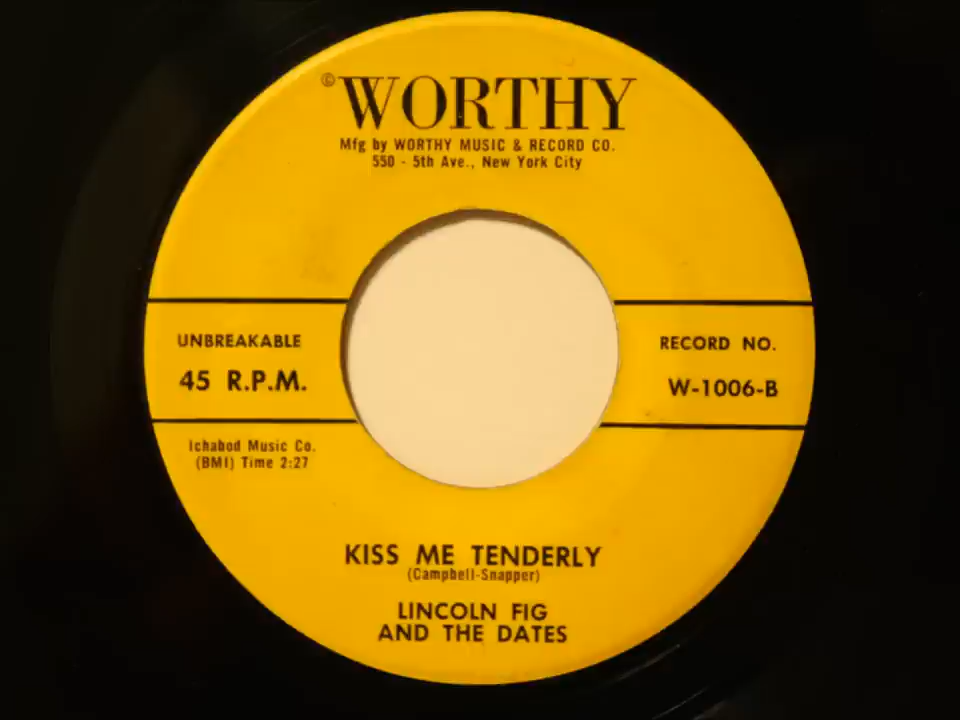 © WORTHY
Mfg by WORTHY MUSIC & RECORD CO.
550 - 5th Ave., New York City
UNBREAKABLE
45 R.P.M.
RECORD NO.
W-1006-B
Ichabod Music Co.
(BMI) Time 2:27
KISS ME TENDERLY
(Campbell-Snapper)
LINCOLN FIG
AND THE DATES